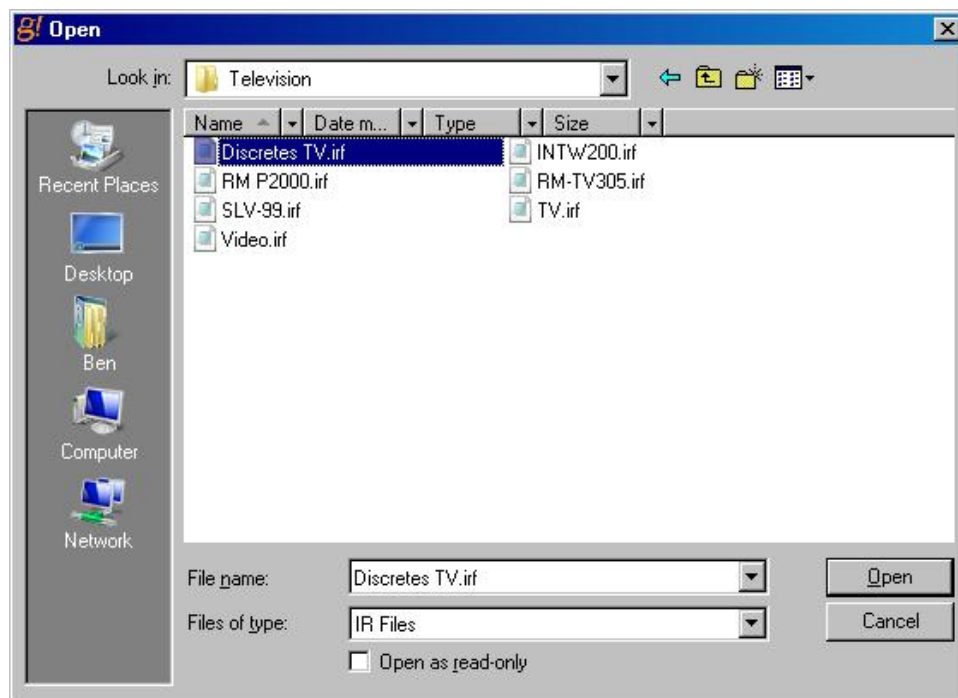 g! Open
Look in: Television
Name Date m... Type Size
Discretes TV.irf INTW200.irf
RM P2000.irf RM-TV305.irf
SLV-99.irf TV.irf
Video.irf
Recent Places
Desktop
Ben
Computer
Network
File name: Discretes TV.irf Open
Files of type: IR Files Cancel
Open as read-only